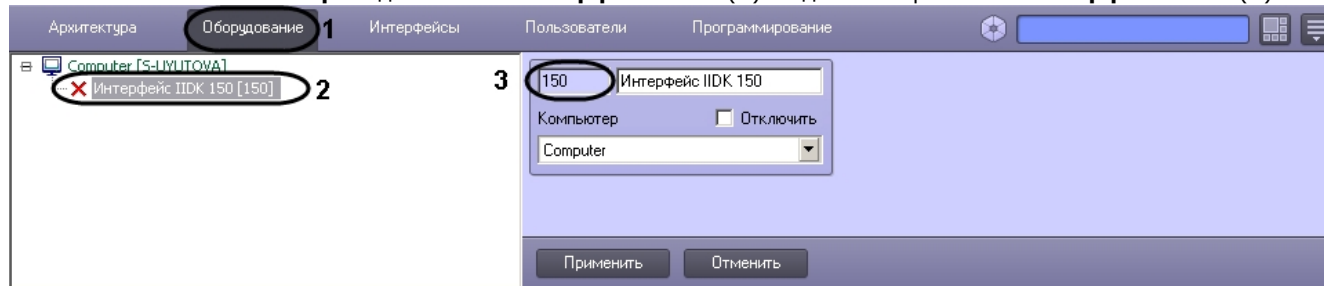 Архитектура Оборудование 1 Интерфейсы Пользователи Программирование
Computer [S-UYUTOVA]
Интерфейс IIDK 150 [150] 2
3 150 Интерфейс IIDK 150
Компьютер Отключить
Computer
Применить Отменить